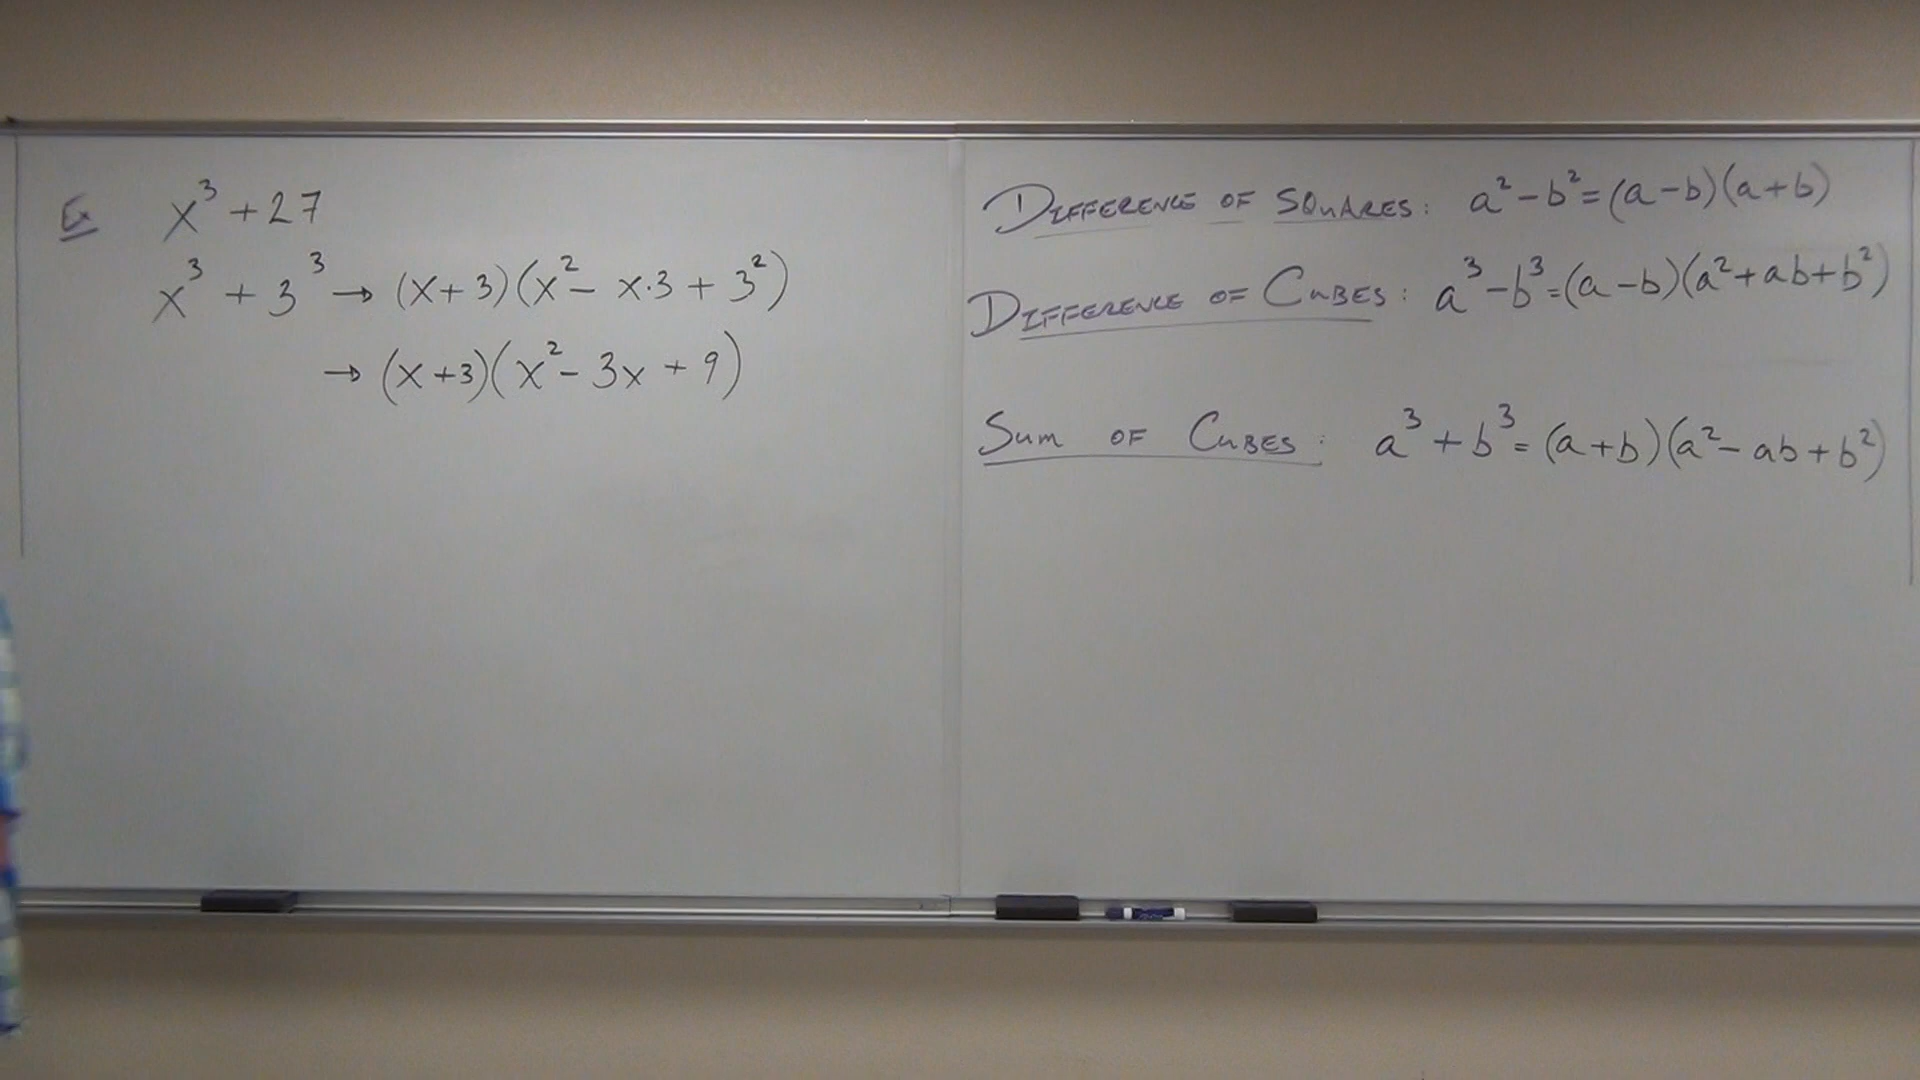 Ex x³ + 27
x³ + 3³ → (x+3)(x² - x·3 + 3²)
→ (x+3)(x² - 3x + 9)
DIFFERENCE OF SQUARES: a² - b² = (a-b)(a+b)
DIFFERENCE OF CUBES: a³ - b³ = (a-b)(a² + ab + b²)
SUM OF CUBES: a³ + b³ = (a+b)(a² - ab + b²)